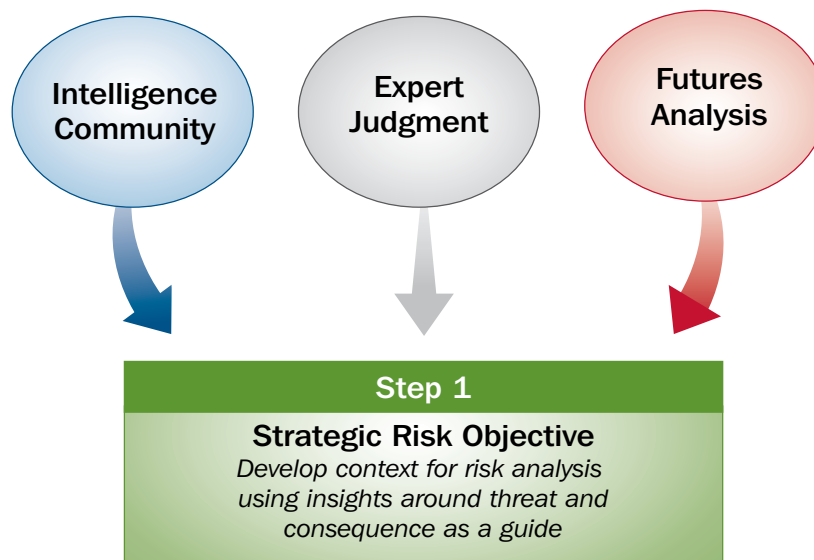 Intelligence
Community
Expert
Judgment
Futures
Analysis
Step 1
Strategic Risk Objective
Develop context for risk analysis
using insights around threat and
consequence as a guide